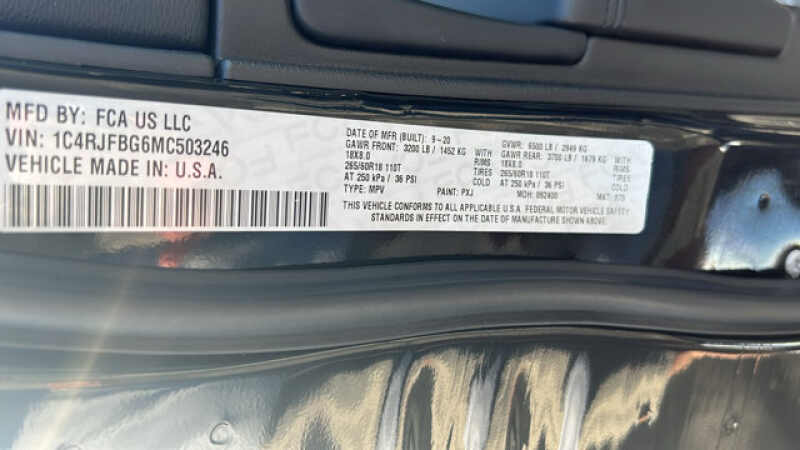 MFD BY: FCA US LLC
VIN: 1C4RJFBG6MC503246
VEHICLE MADE IN: U.S.A.
DATE OF MFR (BUILT): 9-20
GAWR FRONT: 3200 LB / 1452 KG WITH
18X8.0 RIMS
265/60R18 110T TIRES
AT 250 kPa / 36 PSI COLD
TYPE: MPV PAINT: PXJ
GVWR: 6500 LB / 2949 KG
GAWR REAR: 3700 LB / 1679 KG WITH
18X8.0 RIMS
265/60R18 110T TIRES
AT 250 kPa / 36 PSI COLD
MDH: 092400 MKT:
THIS VEHICLE CONFORMS TO ALL APPLICABLE U.S.A. FEDERAL MOTOR VEHICLE SAFETY
STANDARDS IN EFFECT ON THE DATE OF MANUFACTURE SHOWN ABOVE.